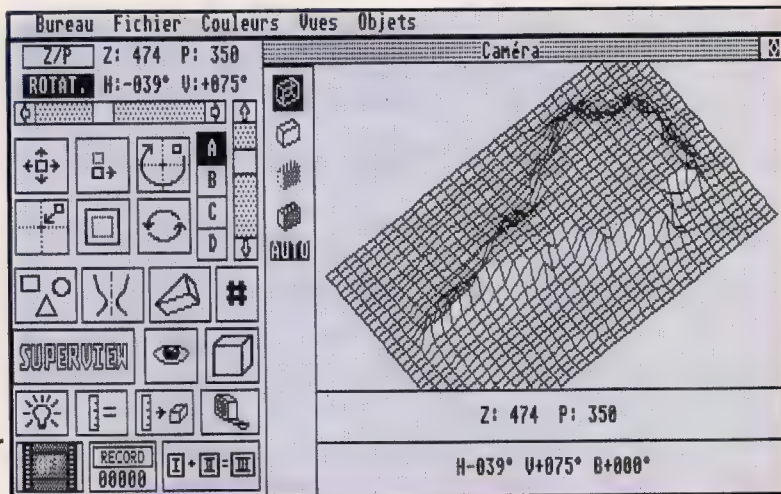 Bureau Fichier Couleurs Vues Objets
Z/P Z: 474 P: 350
ROTAT. H:-039° V:+075°
Caméra
A
B
C
D
AUTO
#
SUPERVIEW
RECORD
00000
I+II=III
Z: 474 P: 350
H-039° V+075° B+000°